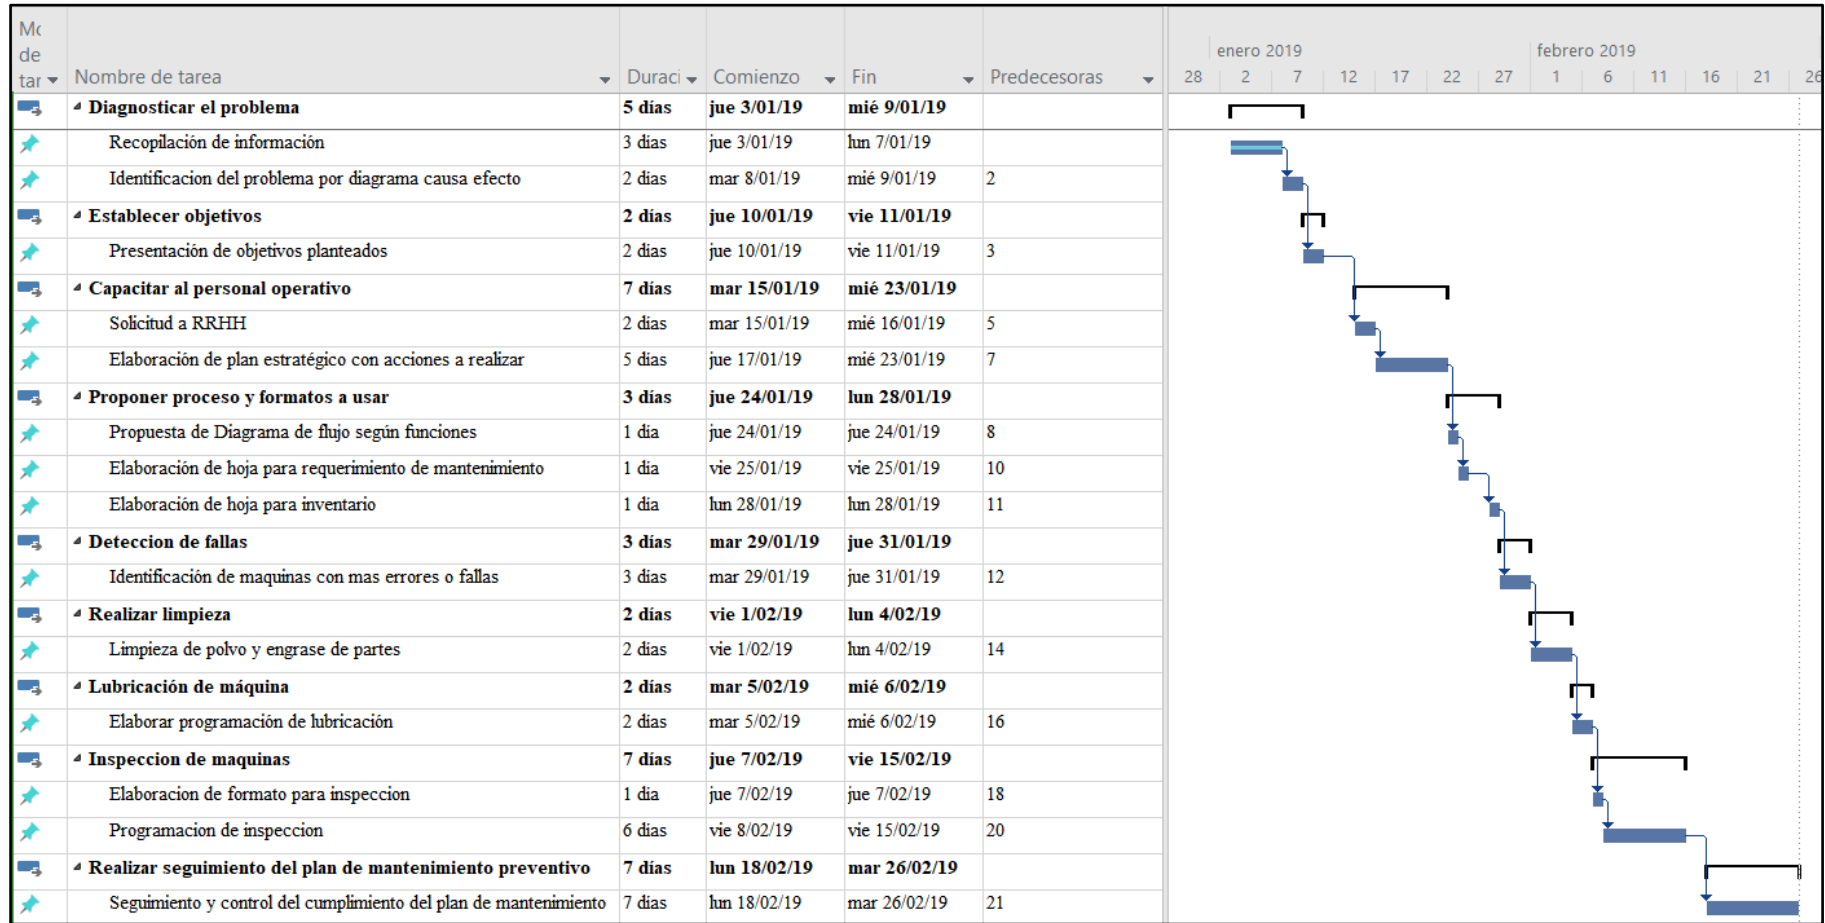 Mo
de
tar Nombre de tarea Duraci Comienzo Fin Predecesoras
enero 2019 febrero 2019
28 2 7 12 17 22 27 1 6 11 16 21 26
Diagnosticar el problema 5 días jue 3/01/19 mié 9/01/19
Recopilación de información 3 días jue 3/01/19 lun 7/01/19
Identificacion del problema por diagrama causa efecto 2 días mar 8/01/19 mié 9/01/19 2
Establecer objetivos 2 días jue 10/01/19 vie 11/01/19
Presentación de objetivos planteados 2 días jue 10/01/19 vie 11/01/19 3
Capacitar al personal operativo 7 días mar 15/01/19 mié 23/01/19
Solicitud a RRHH 2 días mar 15/01/19 mié 16/01/19 5
Elaboración de plan estratégico con acciones a realizar 5 días jue 17/01/19 mié 23/01/19 7
Proponer proceso y formatos a usar 3 días jue 24/01/19 lun 28/01/19
Propuesta de Diagrama de flujo según funciones 1 día jue 24/01/19 jue 24/01/19 8
Elaboración de hoja para requerimiento de mantenimiento 1 día vie 25/01/19 vie 25/01/19 10
Elaboración de hoja para inventario 1 día lun 28/01/19 lun 28/01/19 11
Deteccion de fallas 3 días mar 29/01/19 jue 31/01/19
Identificación de maquinas con mas errores o fallas 3 días mar 29/01/19 jue 31/01/19 12
Realizar limpieza 2 días vie 1/02/19 lun 4/02/19
Limpieza de polvo y engrase de partes 2 días vie 1/02/19 lun 4/02/19 14
Lubricación de máquina 2 días mar 5/02/19 mié 6/02/19
Elaborar programación de lubricación 2 días mar 5/02/19 mié 6/02/19 16
Inspeccion de maquinas 7 días jue 7/02/19 vie 15/02/19
Elaboracion de formato para inspeccion 1 día jue 7/02/19 jue 7/02/19 18
Programacion de inspeccion 6 días vie 8/02/19 vie 15/02/19 20
Realizar seguimiento del plan de mantenimiento preventivo 7 días lun 18/02/19 mar 26/02/19
Seguimiento y control del cumplimiento del plan de mantenimiento 7 días lun 18/02/19 mar 26/02/19 21